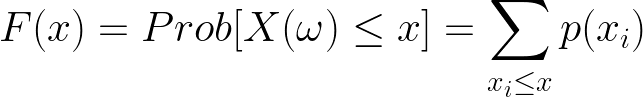 F(x) = Prob[X(ω) ≤ x] = ∑_{x_i ≤ x} p(x_i)